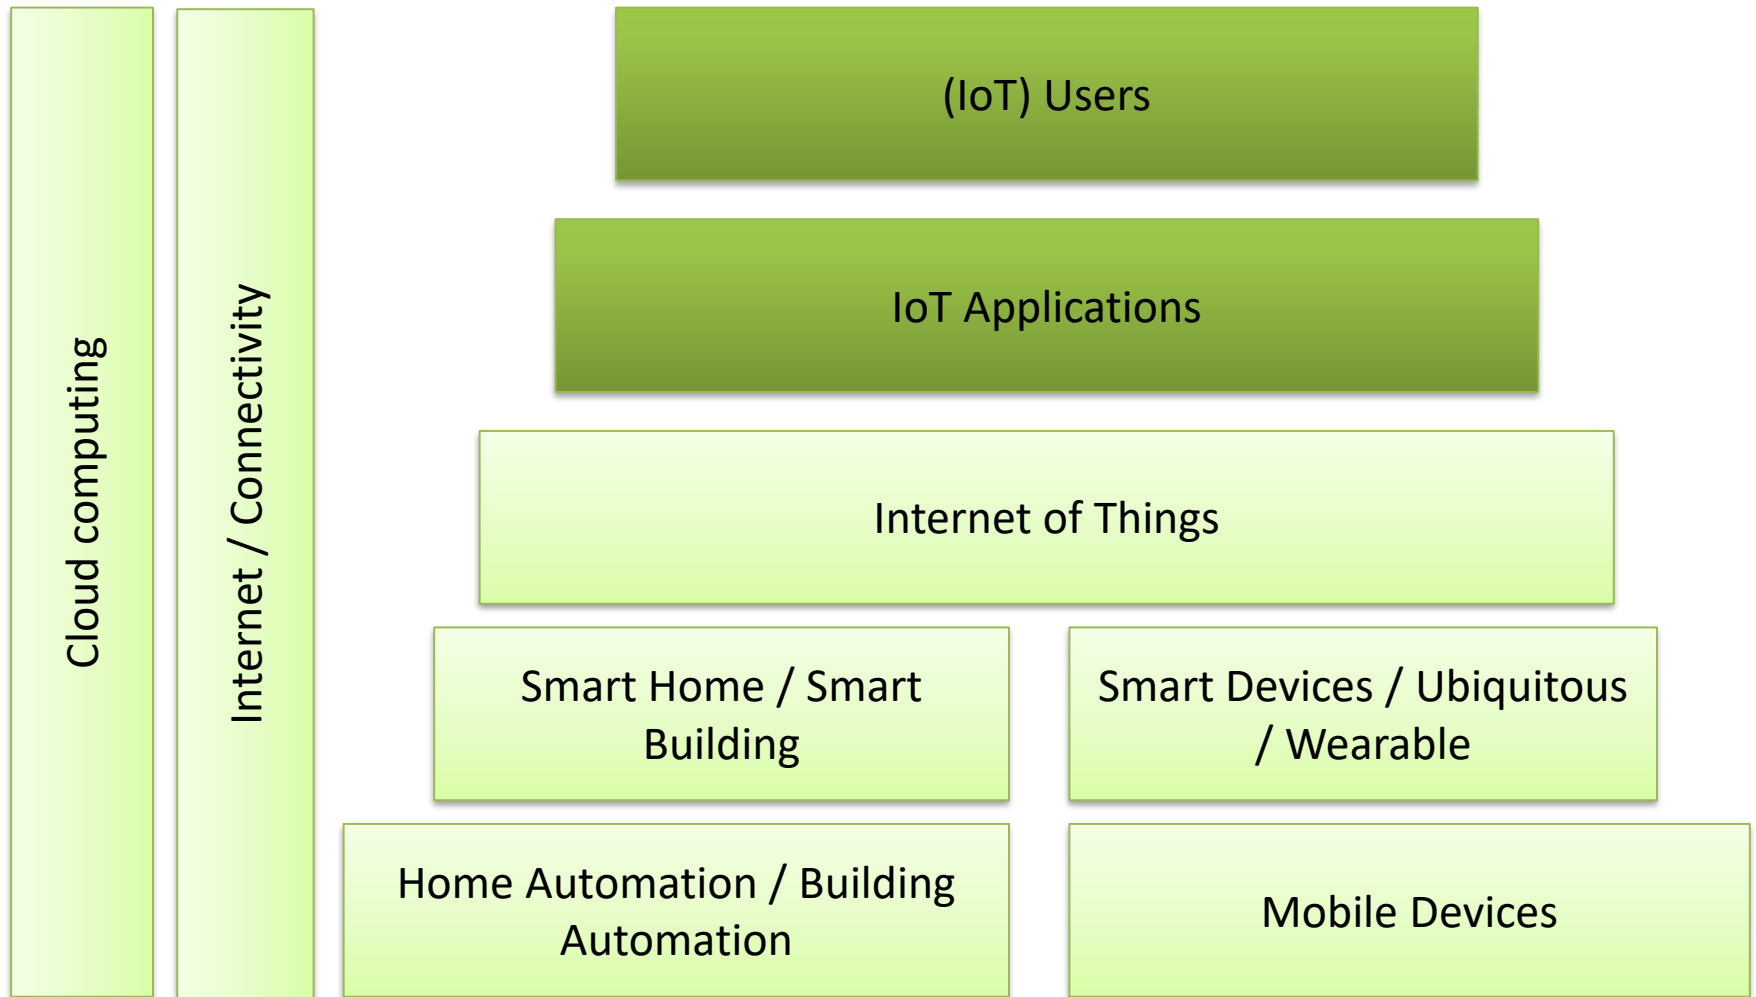 Cloud computing
Internet / Connectivity
(IoT) Users
IoT Applications
Internet of Things
Smart Home / Smart
Building
Smart Devices / Ubiquitous
/ Wearable
Home Automation / Building
Automation
Mobile Devices